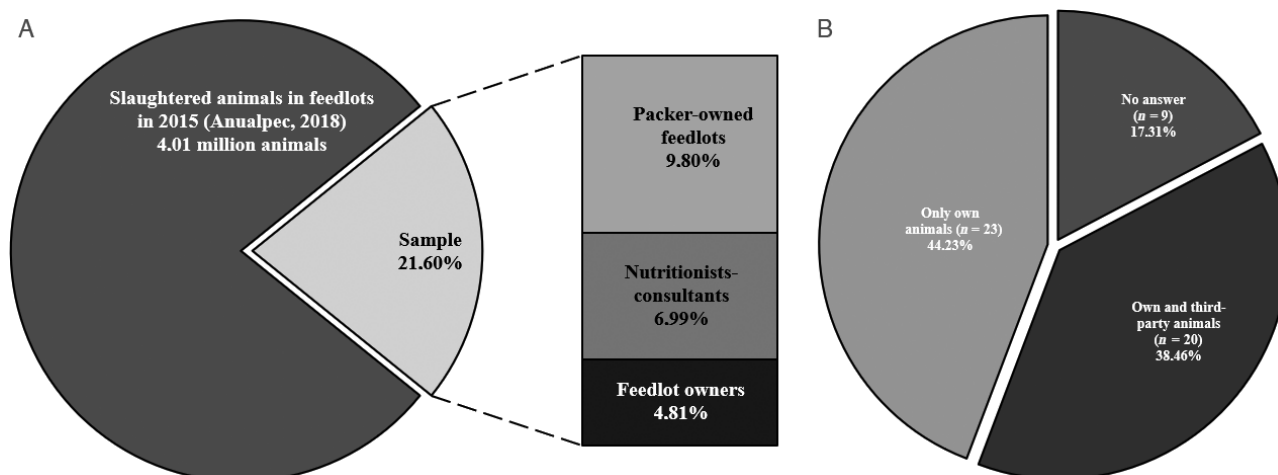 A
Slaughtered animals in feedlots
in 2015 (Anualpec, 2018)
4.01 million animals
Sample
21.60%
Packer-owned
feedlots
9.80%
Nutritionists-
consultants
6.99%
Feedlot owners
4.81%
B
No answer
(n = 9)
17.31%
Only own
animals (n = 23)
44.23%
Own and third-
party animals
(n = 20)
38.46%